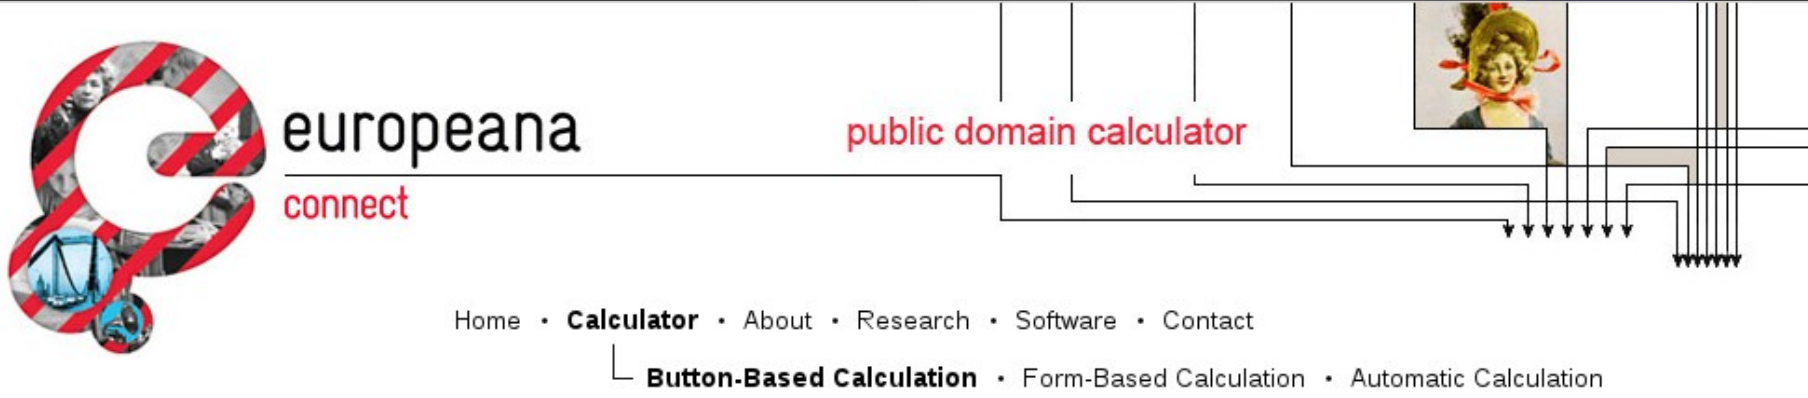 europeana
public domain calculator
connect
Home · Calculator · About · Research · Software · Contact
Button-Based Calculation · Form-Based Calculation · Automatic Calculation